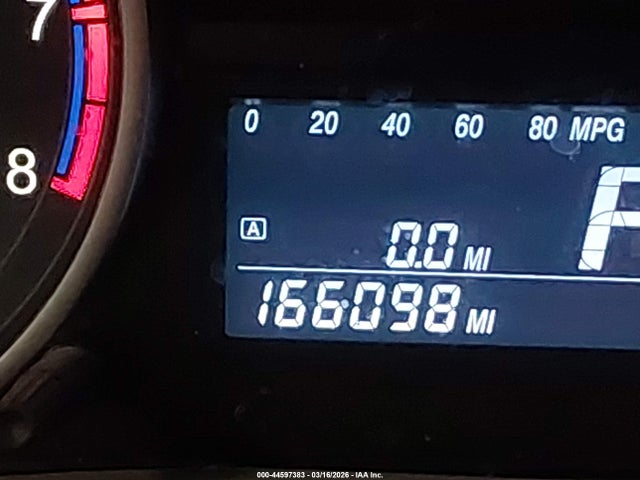 7
8
0 20 40 60 80 MPG
A 0.0 MI
166098 MI
000-44597383 - 03/16/2026 - IAA Inc.